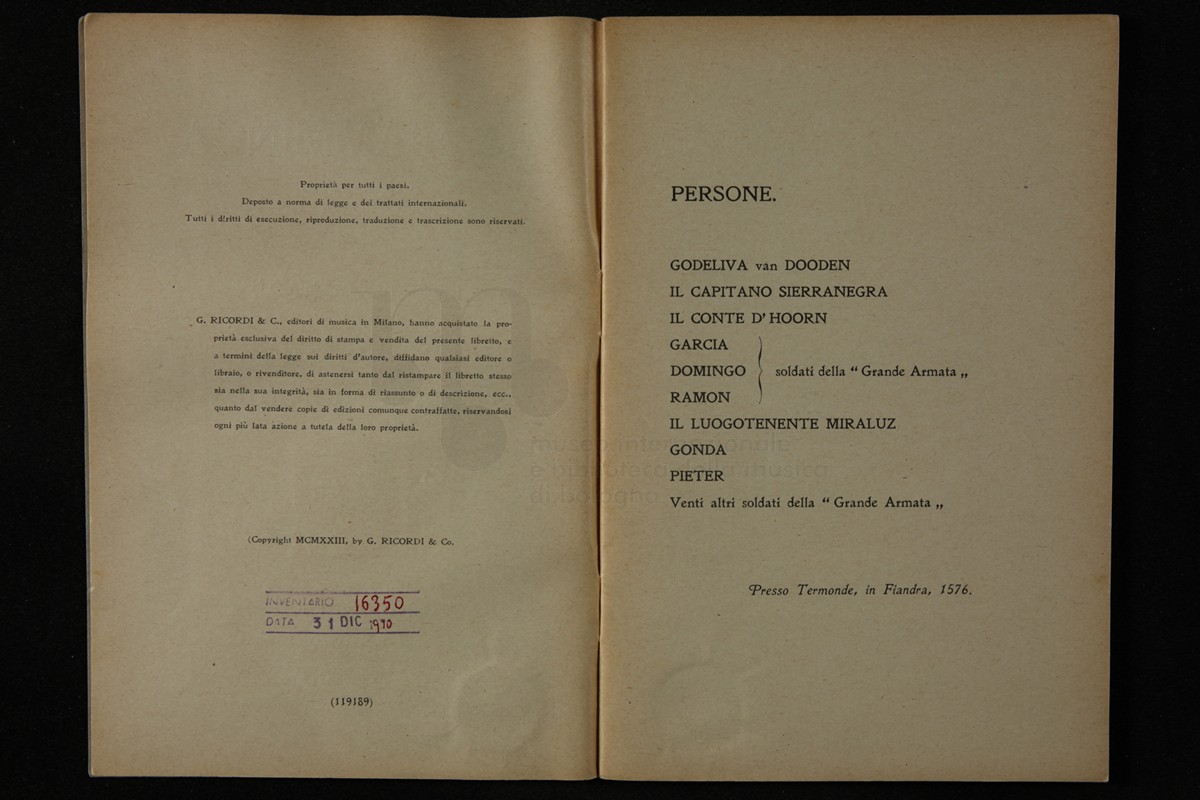 Proprietà per tutti i paesi.
Deposto a norma di legge e dei trattati internazionali.
Tutti i diritti di esecuzione, riproduzione, traduzione e trascrizione sono riservati.
G. RICORDI & C., editori di musica in Milano, hanno acquistato la pro-
prietà esclusiva del diritto di stampa e vendita del presente libretto, e
a termini della legge sui diritti d'autore, diffidano qualsiasi editore o
libraio, o rivenditore, di astenersi tanto dal ristampare il libretto stesso
sia nella sua integrità, sia in forma di riassunto o di descrizione, ecc.,
quanto dal vendere copie di edizioni comunque contraffatte, riservandosi
ogni più lata azione a tutela della loro proprietà.
(Copyright MCMXXIII, by G. RICORDI & Co.
INVENTARIO 16350
DATA 31 DIC 1970
(119189)
PERSONE.
GODELIVA van DOODEN
IL CAPITANO SIERRANEGRA
IL CONTE D'HOORN
GARCIA
DOMINGO soldati della “ Grande Armata „
RAMON
IL LUOGOTENENTE MIRALUZ
GONDA
PIETER
Venti altri soldati della “ Grande Armata „
Presso Termonde, in Fiandra, 1576.
museo internazionale
e biblioteca della musica
di bologna